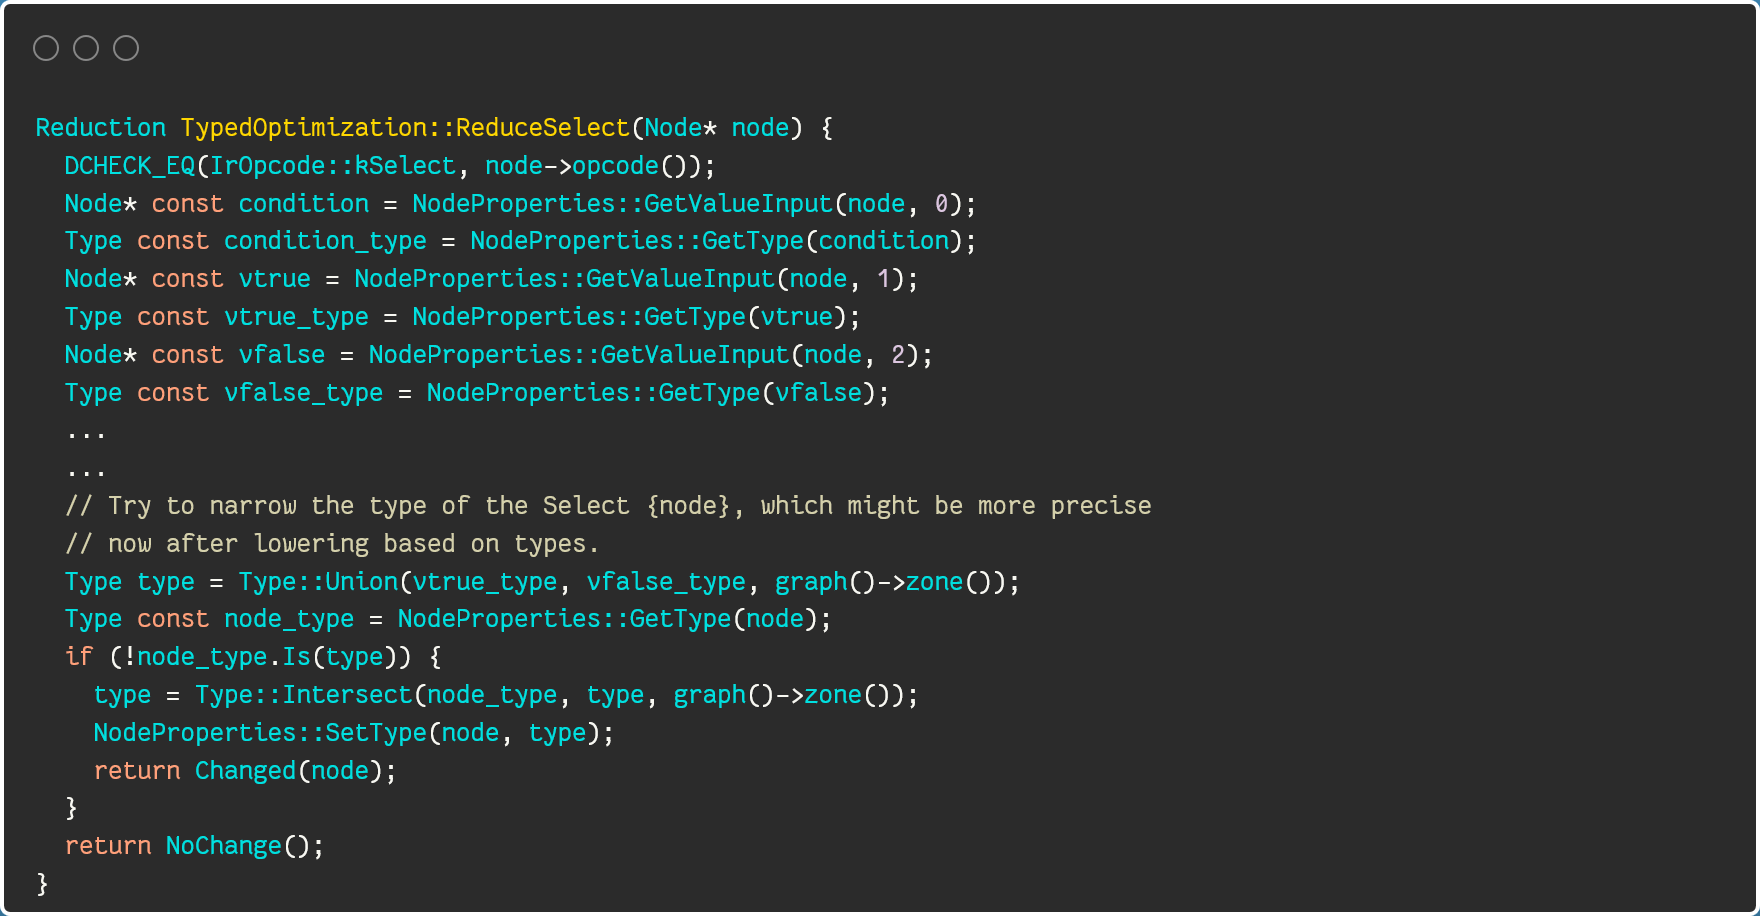 Reduction TypedOptimization::ReduceSelect(Node* node) {
  DCHECK_EQ(IrOpcode::kSelect, node->opcode());
  Node* const condition = NodeProperties::GetValueInput(node, 0);
  Type const condition_type = NodeProperties::GetType(condition);
  Node* const vtrue = NodeProperties::GetValueInput(node, 1);
  Type const vtrue_type = NodeProperties::GetType(vtrue);
  Node* const vfalse = NodeProperties::GetValueInput(node, 2);
  Type const vfalse_type = NodeProperties::GetType(vfalse);
  ...
  ...
  // Try to narrow the type of the Select {node}, which might be more precise
  // now after lowering based on types.
  Type type = Type::Union(vtrue_type, vfalse_type, graph()->zone());
  Type const node_type = NodeProperties::GetType(node);
  if (!node_type.Is(type)) {
    type = Type::Intersect(node_type, type, graph()->zone());
    NodeProperties::SetType(node, type);
    return Changed(node);
  }
  return NoChange();
}